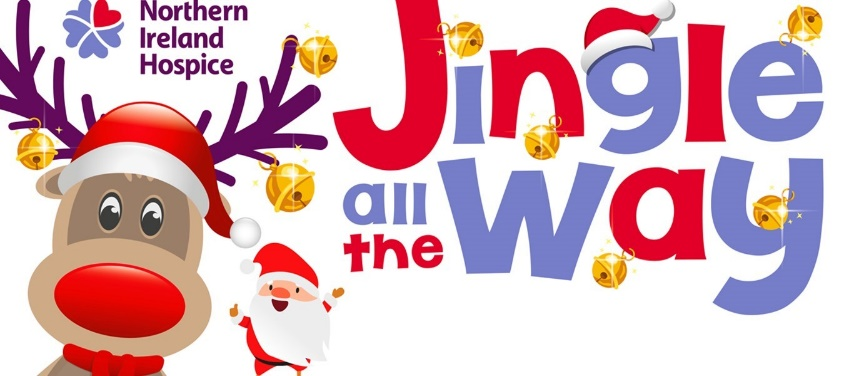 Northern
Ireland
Hospice
Jingle
all
the
way